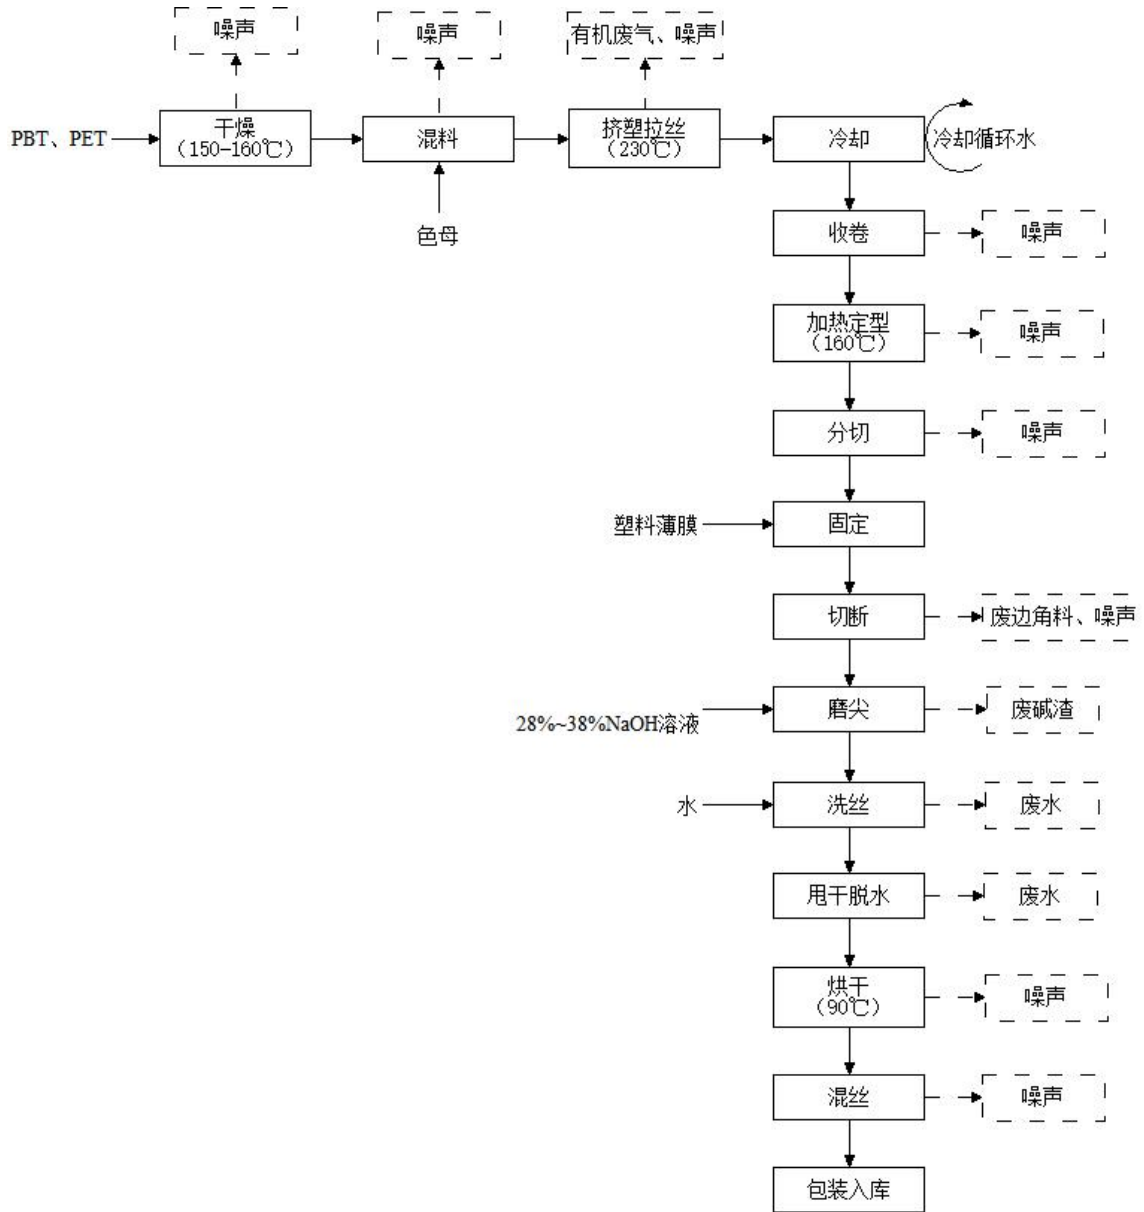 噪声
噪声
有机废气、噪声
PBT、PET
干燥
(150-160℃)
混料
挤塑拉丝
(230℃)
冷却
冷却循环水
色母
收卷
噪声
加热定型
(160℃)
噪声
分切
噪声
塑料薄膜
固定
切断
废边角料、噪声
28%~38%NaOH溶液
磨尖
废碱渣
水
洗丝
废水
甩干脱水
废水
烘干
(90℃)
噪声
混丝
噪声
包装入库